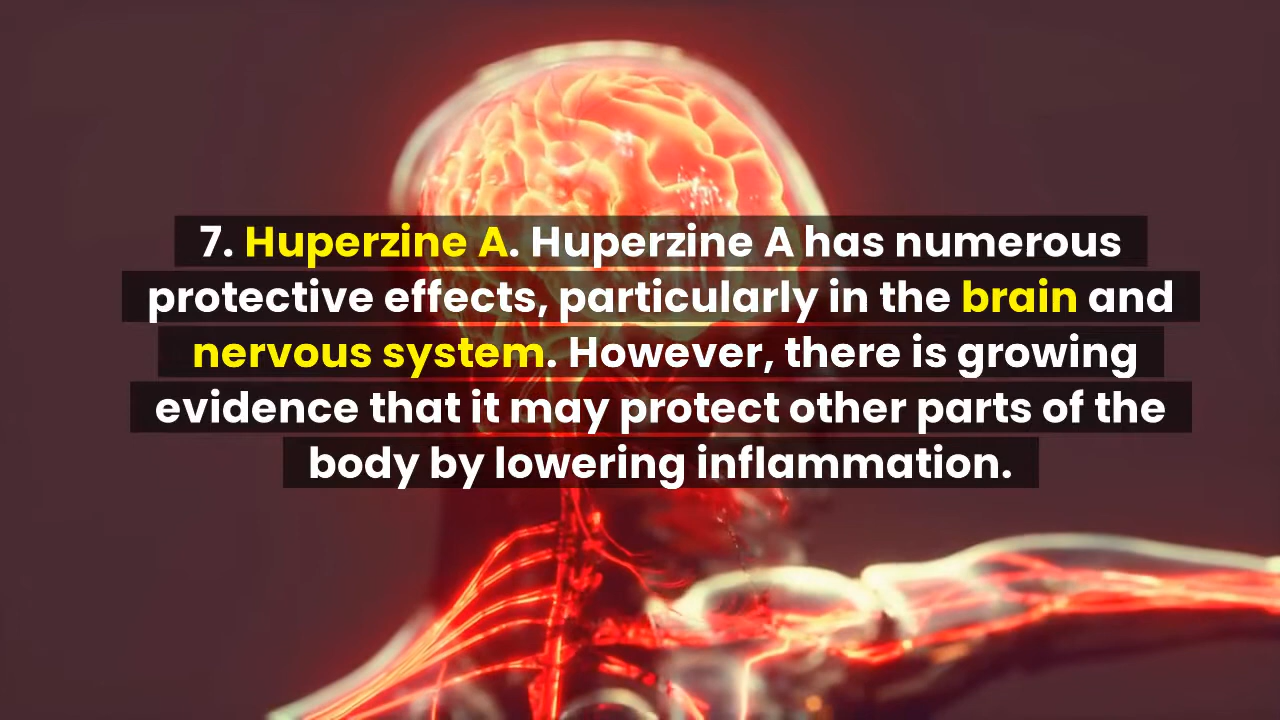 7. Huperzine A. Huperzine A has numerous
protective effects, particularly in the brain and
nervous system. However, there is growing
evidence that it may protect other parts of the
body by lowering inflammation.